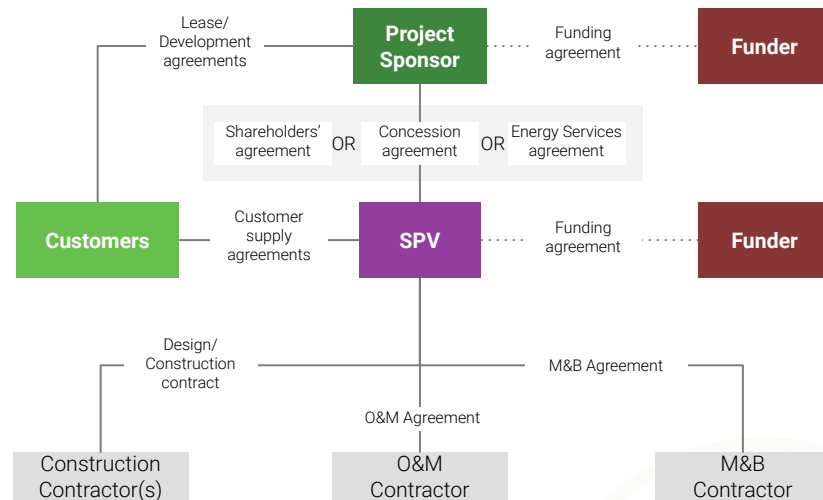 Lease/
Development
agreements
Project
Sponsor
Funding
agreement
Funder
Shareholders'
agreement
OR
Concession
agreement
OR
Energy Services
agreement
Customers
Customer
supply
agreements
SPV
Funding
agreement
Funder
Design/
Construction
contract
M&B Agreement
O&M Agreement
Construction
Contractor(s)
O&M
Contractor
M&B
Contractor